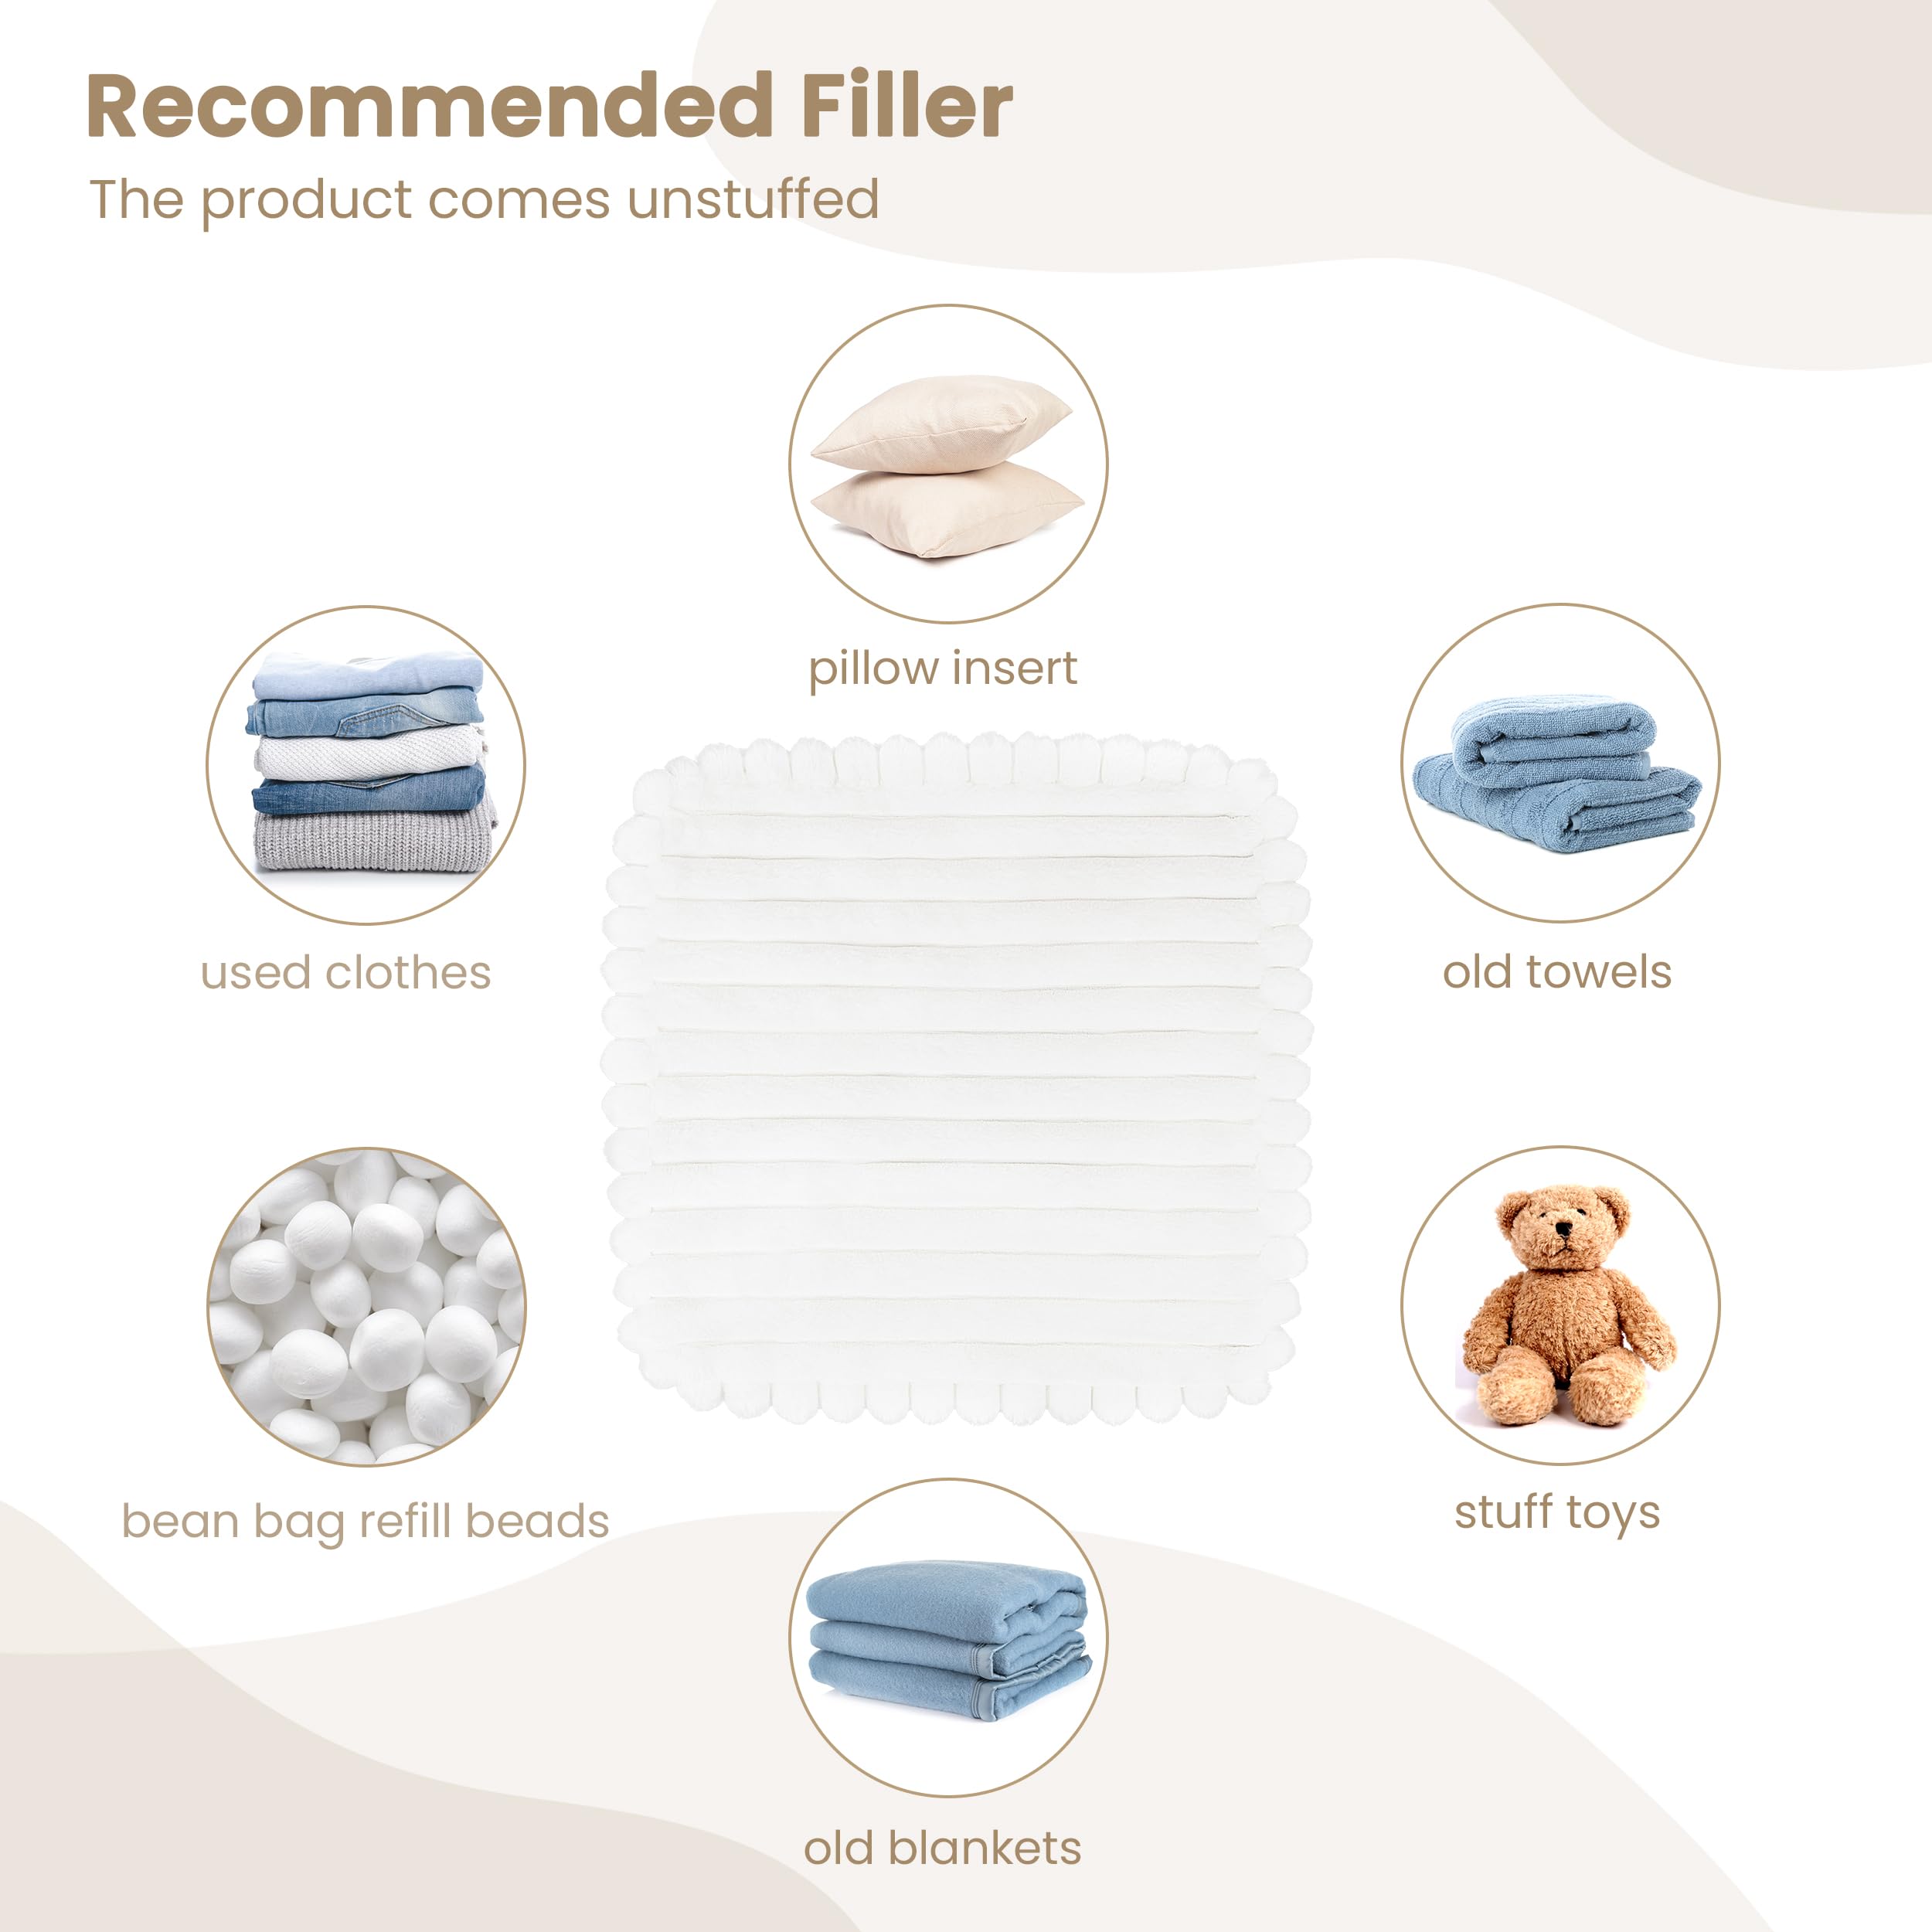 Recommended Filler
The product comes unstuffed
pillow insert
used clothes
old towels
bean bag refill beads
stuff toys
old blankets